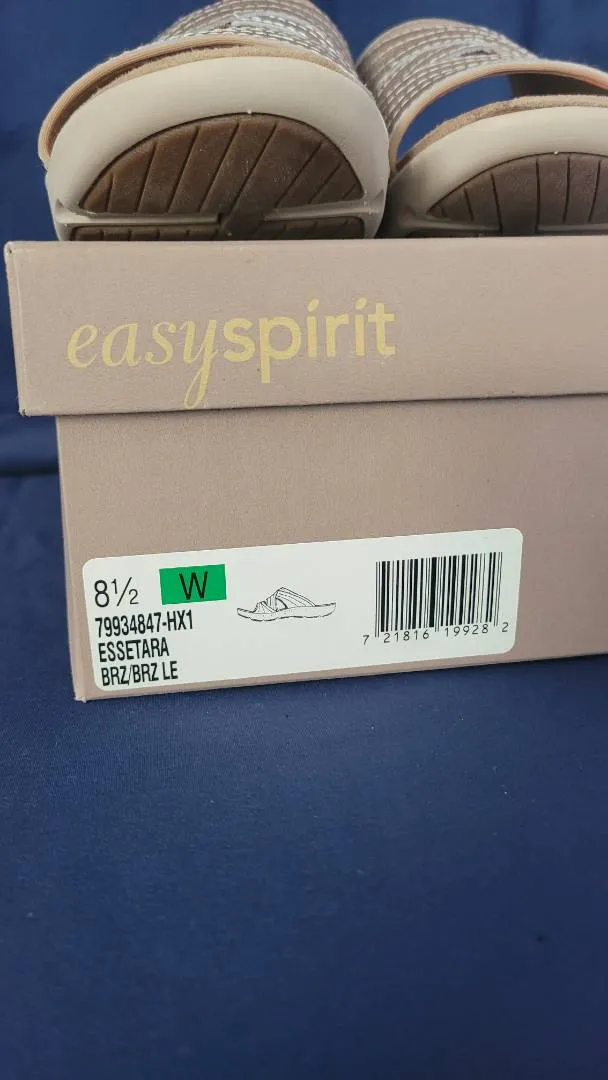 easyspirit
8½ W
79934847-HX1
ESSETARA
BRZ/BRZ LE
7 21816 19928 2